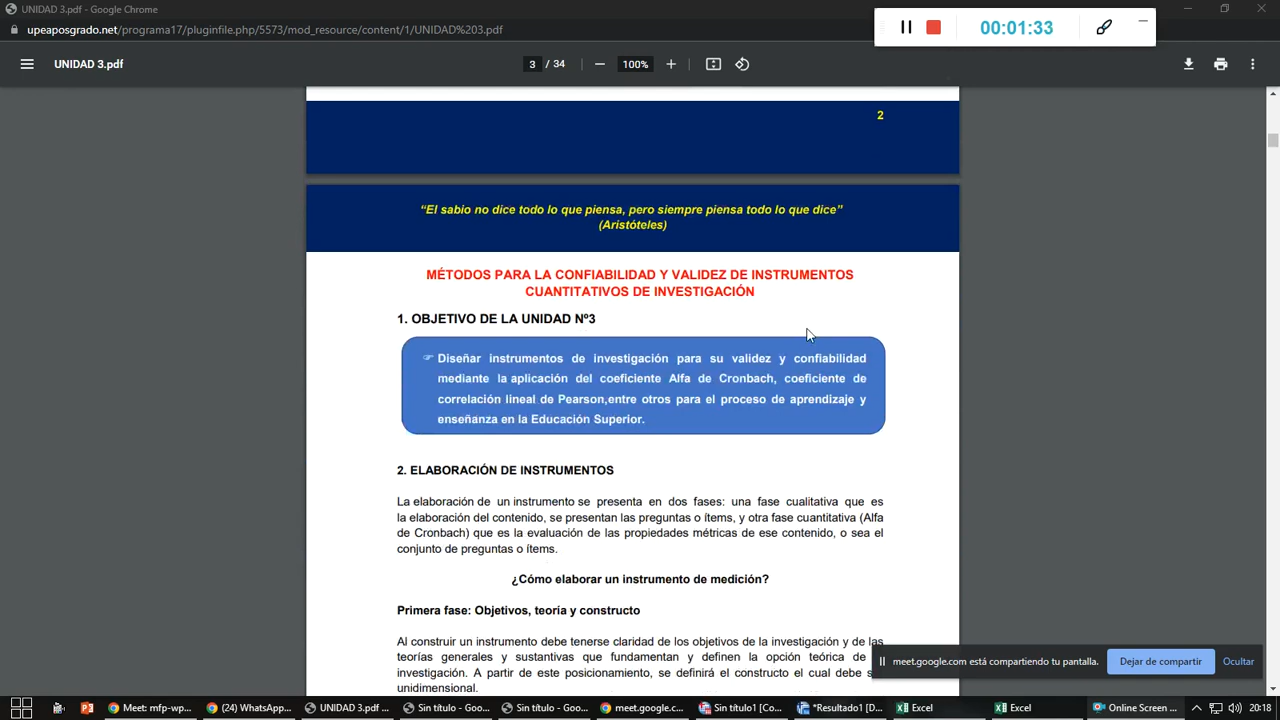 UNIDAD 3.pdf - Google Chrome
upeaposgrado.net/programa17/pluginfile.php/5573/mod_resource/content/1/UNIDAD%203.pdf
00:01:33
UNIDAD 3.pdf
3 / 34
100%
2
“El sabio no dice todo lo que piensa, pero siempre piensa todo lo que dice”
(Aristóteles)
MÉTODOS PARA LA CONFIABILIDAD Y VALIDEZ DE INSTRUMENTOS
CUANTITATIVOS DE INVESTIGACIÓN
1. OBJETIVO DE LA UNIDAD Nº3
☞ Diseñar instrumentos de investigación para su validez y confiabilidad
mediante la aplicación del coeficiente Alfa de Cronbach, coeficiente de
correlación lineal de Pearson,entre otros para el proceso de aprendizaje y
enseñanza en la Educación Superior.
2. ELABORACIÓN DE INSTRUMENTOS
La elaboración de un instrumento se presenta en dos fases: una fase cualitativa que es
la elaboración del contenido, se presentan las preguntas o ítems, y otra fase cuantitativa (Alfa
de Cronbach) que es la evaluación de las propiedades métricas de ese contenido, o sea el
conjunto de preguntas o ítems.
¿Cómo elaborar un instrumento de medición?
Primera fase: Objetivos, teoría y constructo
Al construir un instrumento debe tenerse claridad de los objetivos de la investigación y de las
teorías generales y sustantivas que fundamentan y definen la opción teórica de
investigación. A partir de este posicionamiento, se definirá el constructo el cual debe s
unidimensional.
meet.google.com está compartiendo tu pantalla.
Dejar de compartir
Ocultar
Meet: mfp-wp...
(24) WhatsApp...
UNIDAD 3.pdf ...
Sin título - Goo...
Sin título - Goo...
meet.google.co...
Sin título1 [Co...
*Resultado1 [D...
Excel
Excel
Online Screen ...
20:18